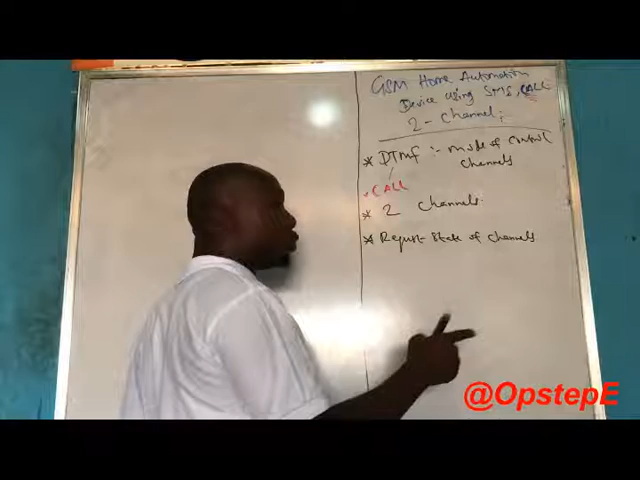 GSM Home Automation
Device using SMS, CALL
2 - Channel;
* DTMF :- mode of control
channels
CALL
* 2 channels.
* Request State of channels
@OpstepE